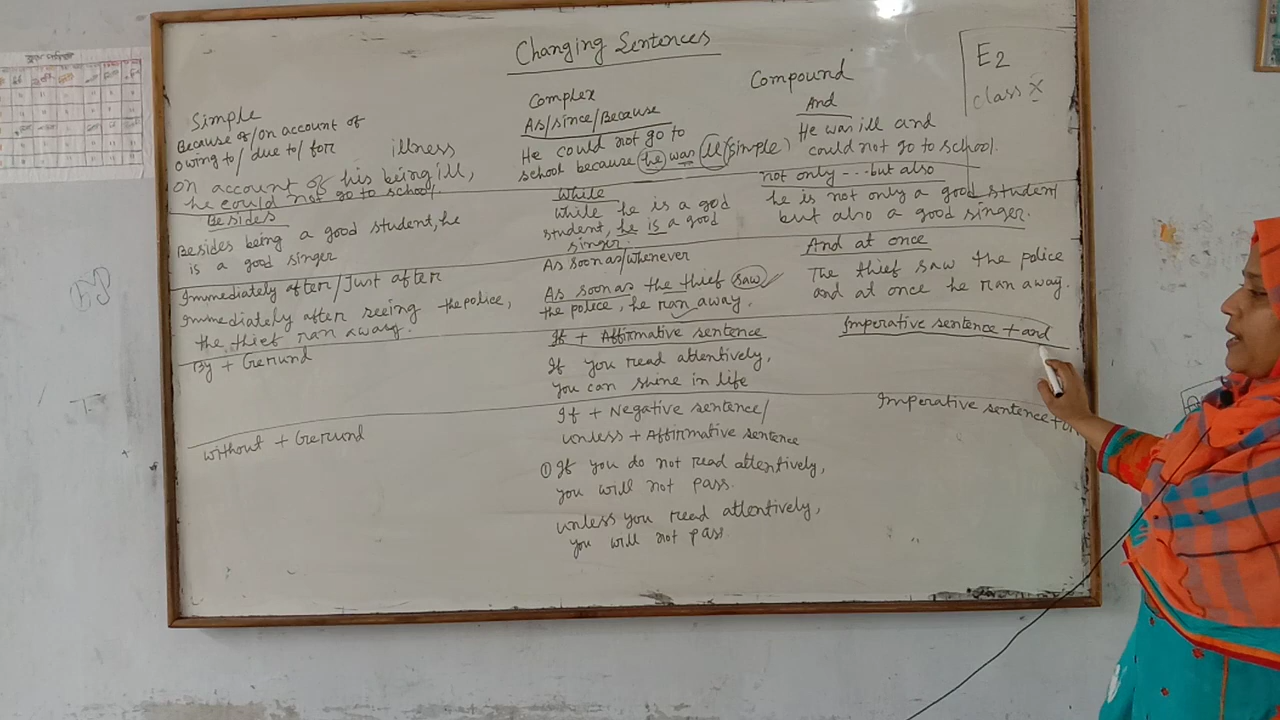 Changing Sentences
E2
class X
Simple
Because of/on account of
owing to/ due to/ for
illness
on account of his being ill,
he could not go to school,
Complex
As/since/Because
He could not go to
school because he was ill (simple)
Compound
And
He was ill and
could not go to school.
Besides
Besides being a good student, he
is a good singer
While
while he is a god
student, he is a good
singer.
not only --- but also
he is not only a good student
but also a good singer.
Immediately after/Just after
Immediately after seeing the police,
the thief ran away.
As soon as/whenever
As soon as the thief saw
the police, he ran away.
And at once
The thief saw the police
and at once he ran away.
By + Gerund
If + Affirmative sentence
If you read attentively,
you can shine in life
Imperative sentence + and
without + Gerund
If + Negative sentence/
unless + Affirmative sentence
① If you do not read attentively,
you will not pass.
unless you read attentively,
you will not pass.
Imperative sentence +